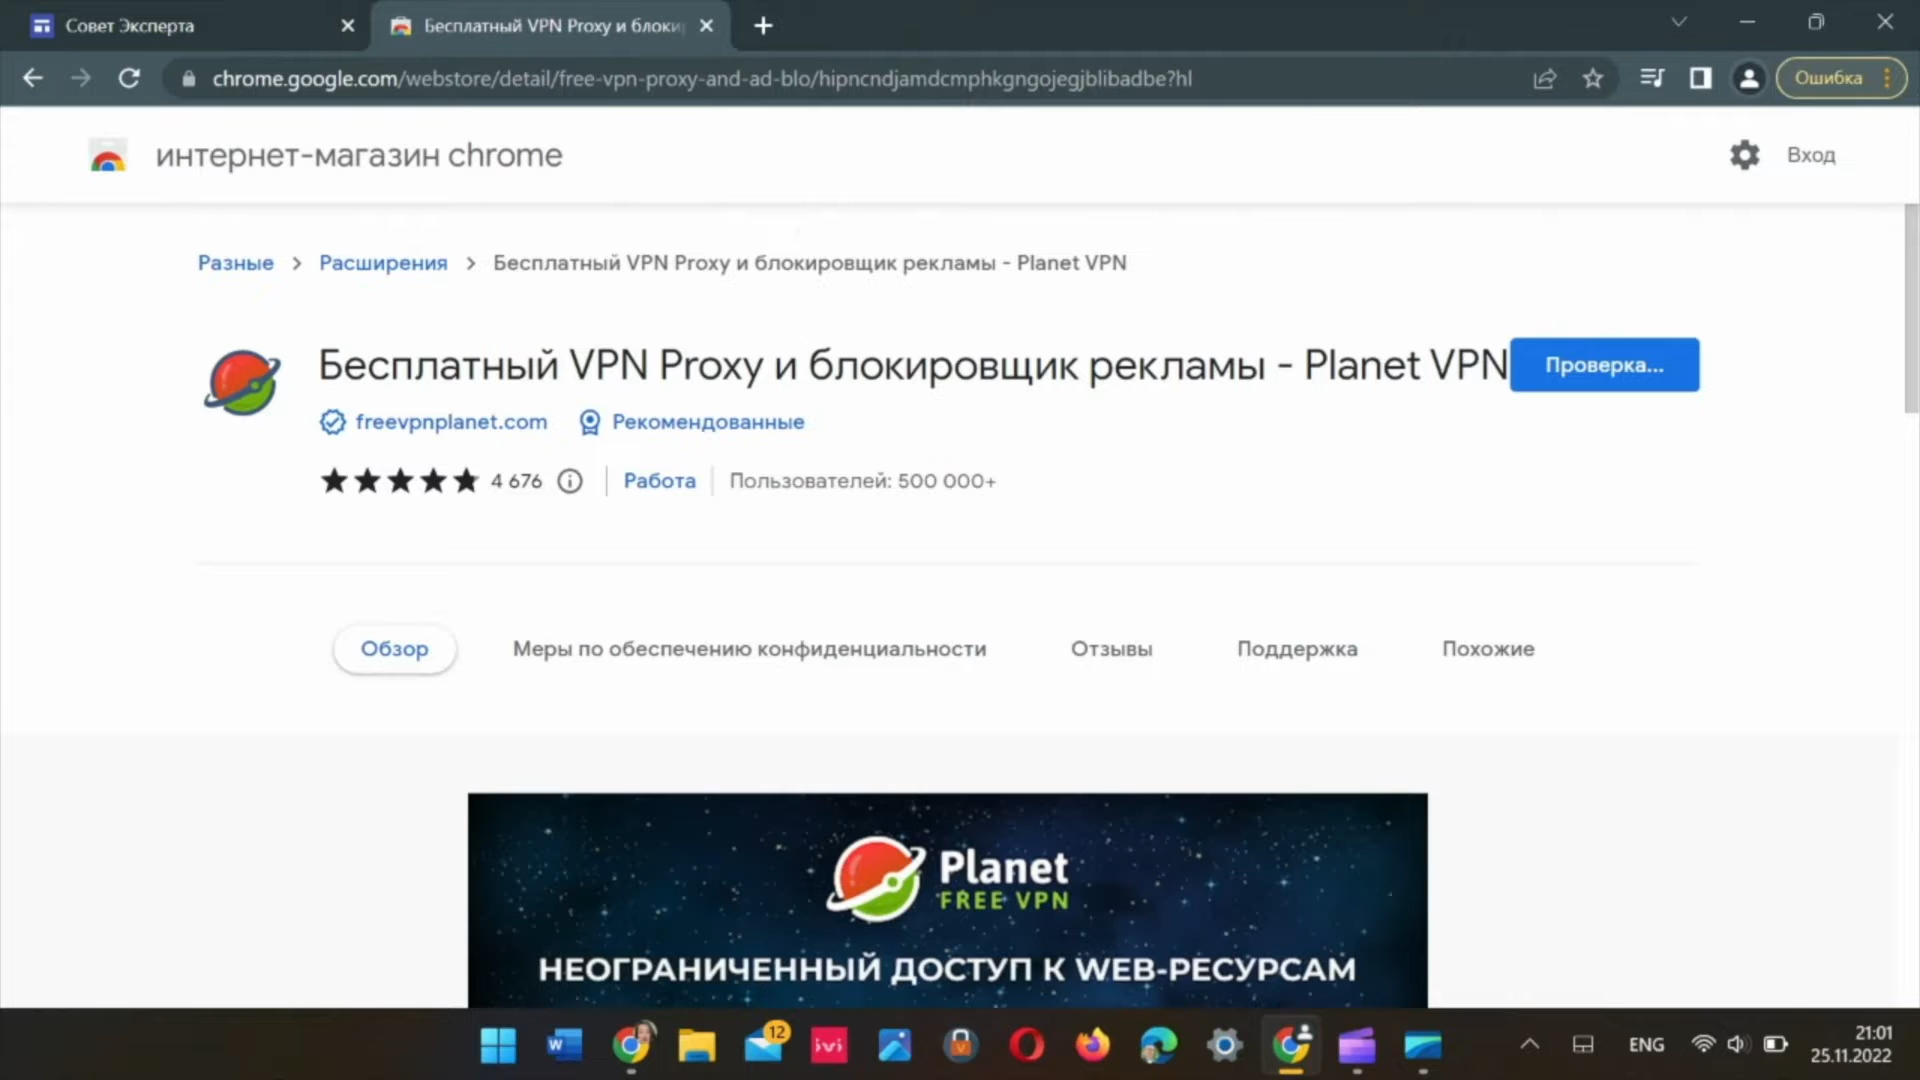 Совет Эксперта
Бесплатный VPN Proxy и блоки
chrome.google.com/webstore/detail/free-vpn-proxy-and-ad-blo/hipncndjamdcmphkgngojegjblibadbe?hl
Ошибка
интернет-магазин chrome
Вход
Разные > Расширения > Бесплатный VPN Proxy и блокировщик рекламы - Planet VPN
Бесплатный VPN Proxy и блокировщик рекламы - Planet VPN
Проверка...
freevpnplanet.com
Рекомендованные
4 676
Работа
Пользователей: 500 000+
Обзор
Меры по обеспечению конфиденциальности
Отзывы
Поддержка
Похожие
Planet
FREE VPN
НЕОГРАНИЧЕННЫЙ ДОСТУП К WEB-РЕСУРСАМ
W
12
ivi
ENG
21:01
25.11.2022